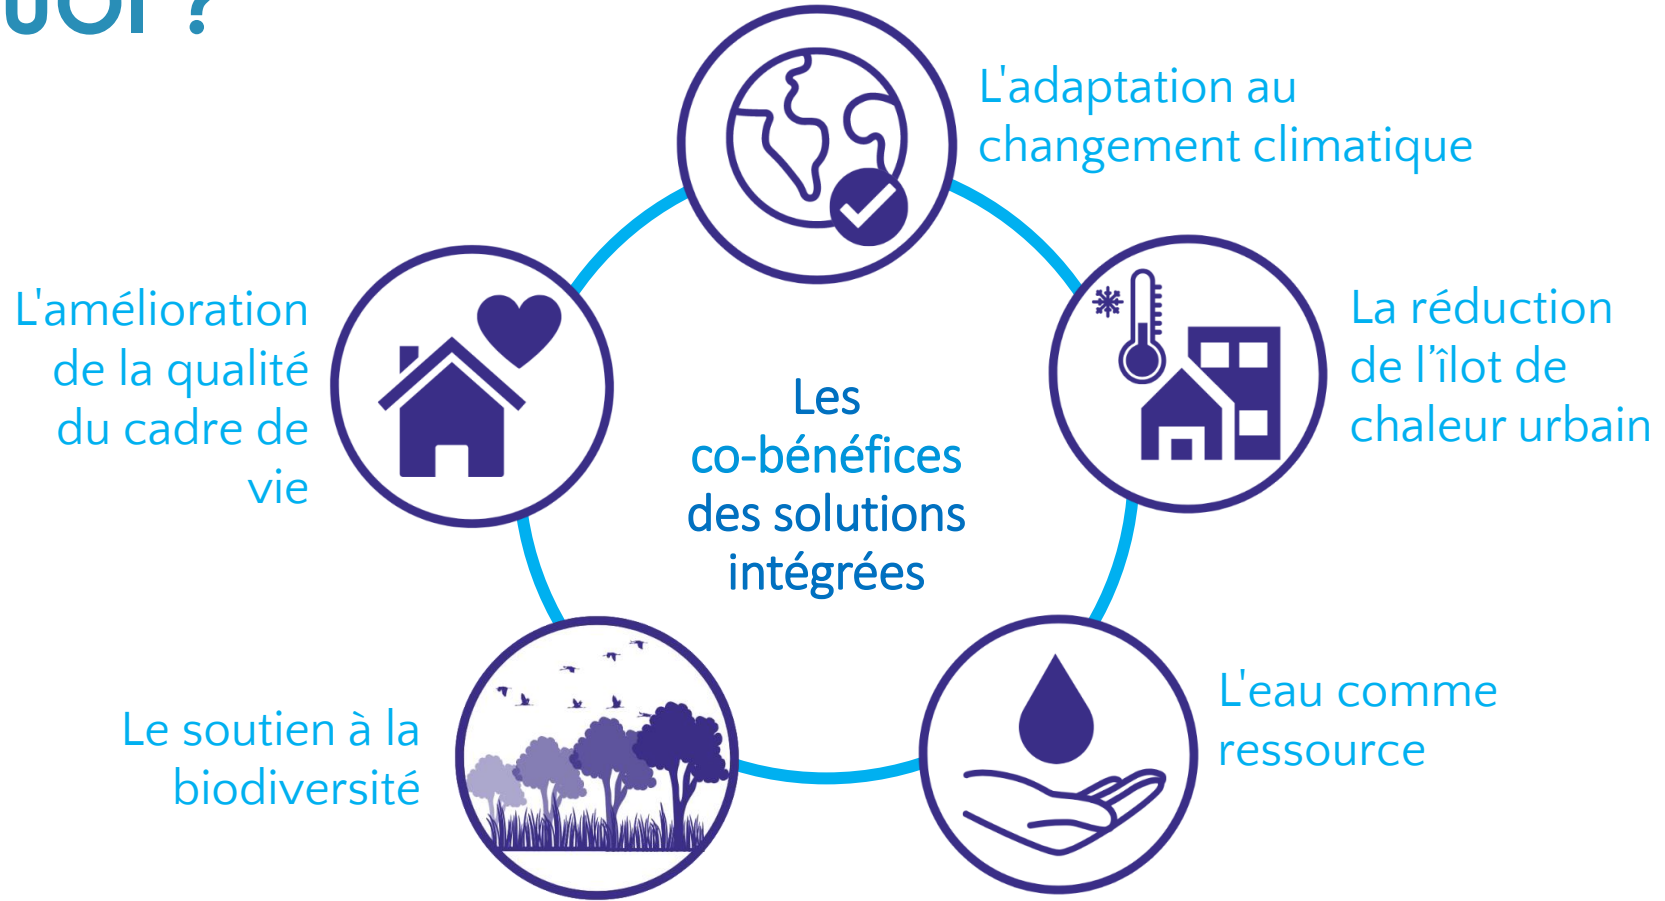 UOI ?
L'adaptation au
changement climatique
La réduction
de l’îlot de
chaleur urbain
L'eau comme
ressource
Le soutien à la
biodiversité
L'amélioration
de la qualité
du cadre de
vie
Les
co-bénéfices
des solutions
intégrées